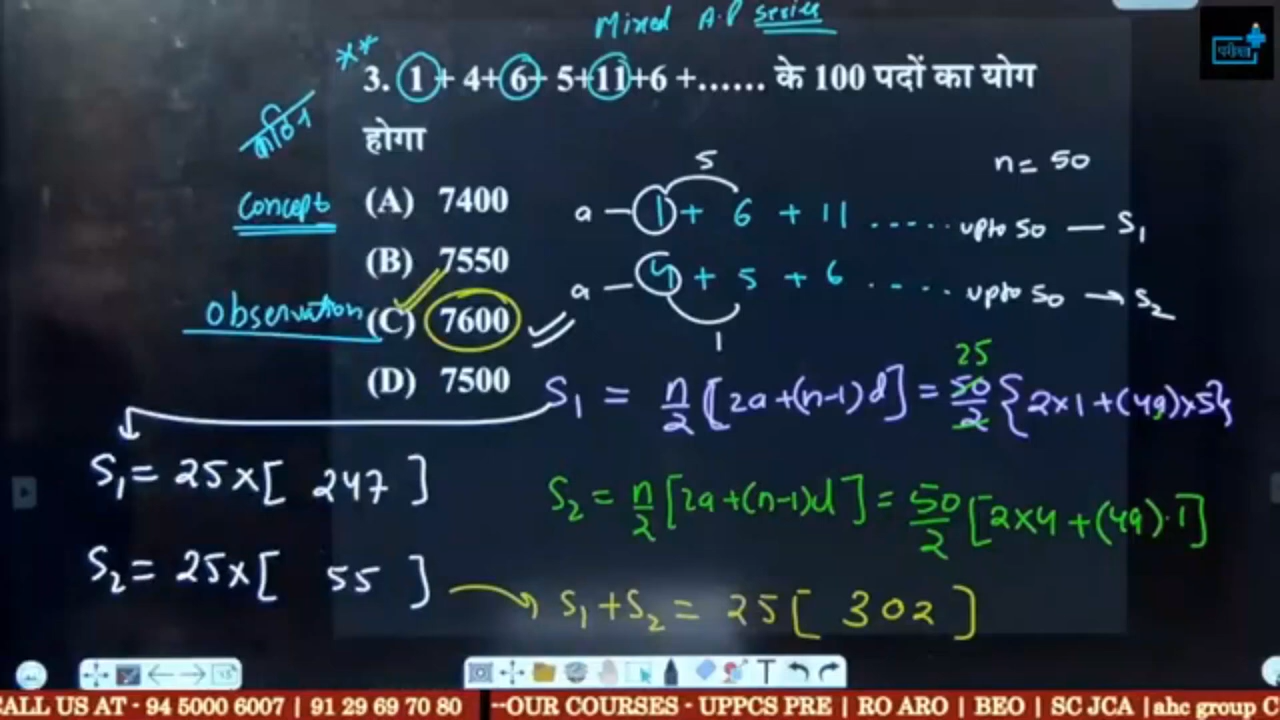 Mixed A.P series
परीक्षा
** 3. 1 + 4+ 6+ 5+ 11+6 +...... के 100 पदों का योग
कठिन
होगा
n = 50
5
Concept
(A) 7400
a — 1 + 6 + 11 ...... upto 50 — S₁
(B) 7550
a — 4 + 5 + 6 ...... upto 50 → S₂
1
Observation
(C) 7600
(D) 7500
25
S₁ = n/2 [2a+(n-1)d] = 50/2 {2×1+(49)×5}
S₁ = 25×[ 247 ]
S₂ = n/2 [2a+(n-1)d] = 50/2 [2×4+(49)·1]
S₂ = 25×[ 55 ]
S₁+S₂ = 25[ 302 ]
T
CALL US AT - 94 5000 6007 | 91 29 69 70 80 --OUR COURSES - UPPCS PRE | RO ARO | BEO | SC JCA |ahc group C